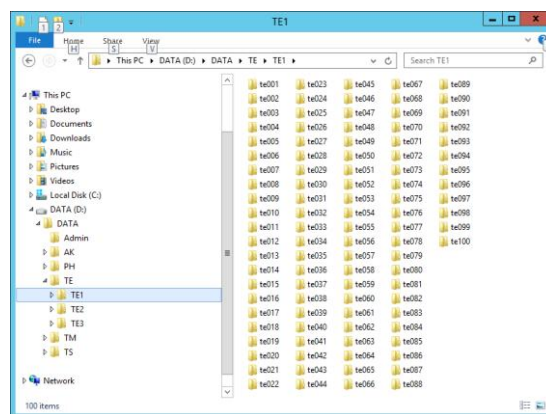 TE1
1 2
File Home Share View
H S V
This PC DATA (D:) DATA TE TE1
Search TE1
This PC
Desktop
Documents
Downloads
Music
Pictures
Videos
Local Disk (C:)
DATA (D:)
DATA
Admin
AK
PH
TE
TE1
TE2
TE3
TM
TS
Network
te001
te002
te003
te004
te005
te006
te007
te008
te009
te010
te011
te012
te013
te014
te015
te016
te017
te018
te019
te020
te021
te022
te023
te024
te025
te026
te027
te028
te029
te030
te031
te032
te033
te034
te035
te036
te037
te038
te039
te040
te041
te042
te043
te044
te045
te046
te047
te048
te049
te050
te051
te052
te053
te054
te055
te056
te057
te058
te059
te060
te061
te062
te063
te064
te065
te066
te067
te068
te069
te070
te071
te072
te073
te074
te075
te076
te077
te078
te079
te080
te081
te082
te083
te084
te085
te086
te087
te088
te089
te090
te091
te092
te093
te094
te095
te096
te097
te098
te099
te100
100 items